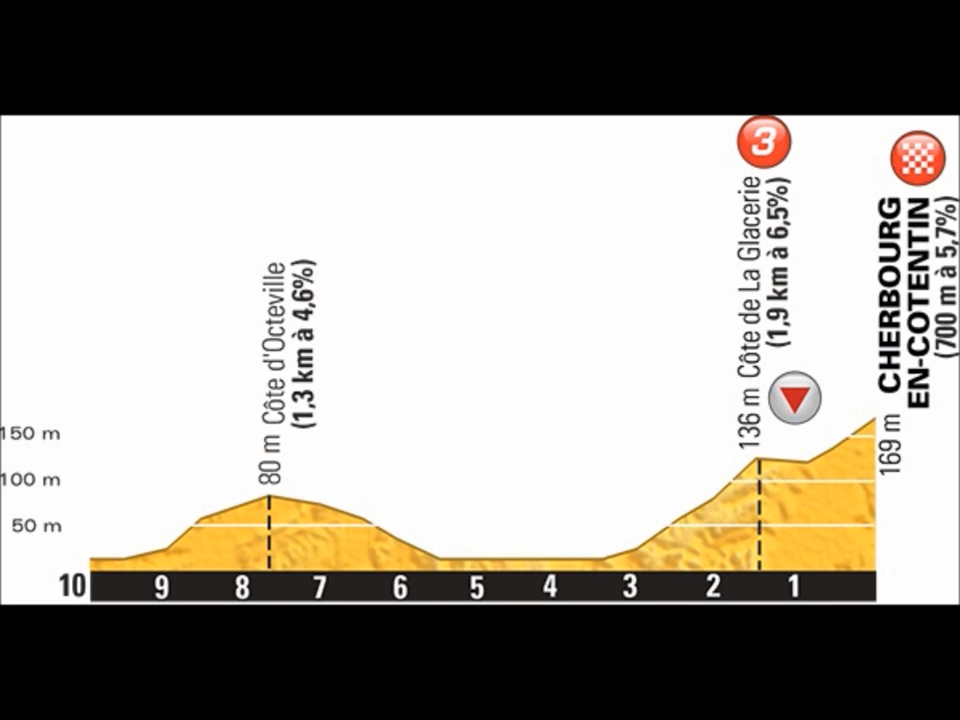 3
136 m Côte de La Glacerie
(1,9 km à 6,5%)
CHERBOURG
EN-COTENTIN
(700 m à 5,7%)
169 m
80 m Côte d'Octeville
(1,3 km à 4,6%)
150 m
100 m
50 m
10 9 8 7 6 5 4 3 2 1